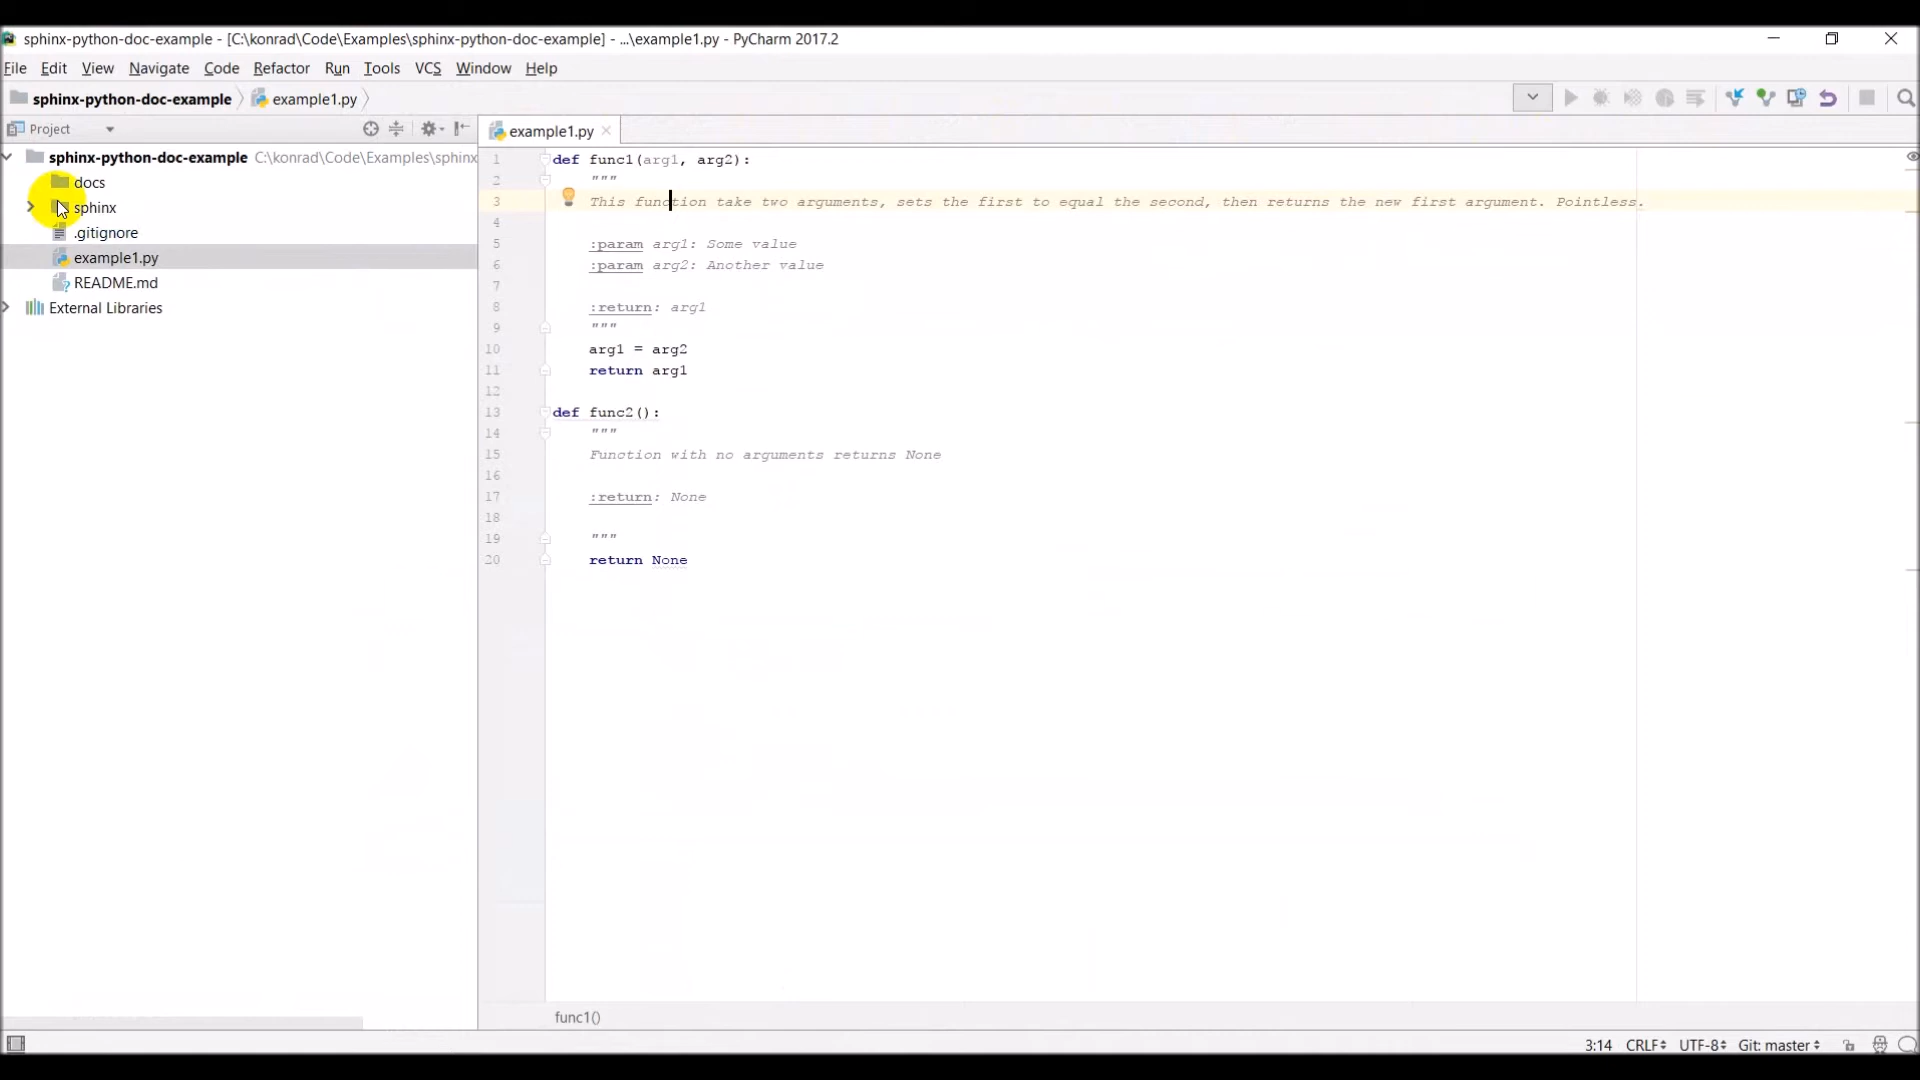 sphinx-python-doc-example - [C:\konrad\Code\Examples\sphinx-python-doc-example] - ...\example1.py - PyCharm 2017.2
File Edit View Navigate Code Refactor Run Tools VCS Window Help
sphinx-python-doc-example example1.py
Project
example1.py
sphinx-python-doc-example C:\konrad\Code\Examples\sphinx
docs
sphinx
.gitignore
example1.py
README.md
External Libraries
1 def func1(arg1, arg2):
2 """
3 This function take two arguments, sets the first to equal the second, then returns the new first argument. Pointless.
4
5 :param arg1: Some value
6 :param arg2: Another value
7
8 :return: arg1
9 """
10 arg1 = arg2
11 return arg1
12
13 def func2():
14 """
15 Function with no arguments returns None
16
17 :return: None
18
19 """
20 return None
func1()
3:14 CRLF UTF-8 Git: master